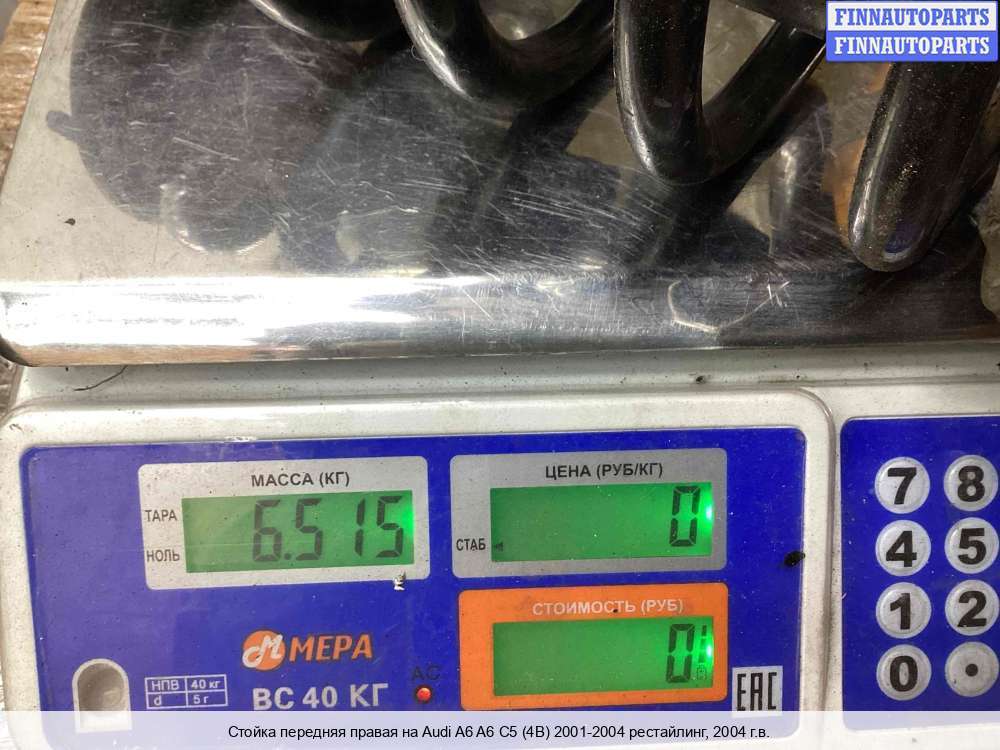 FINNAUTOPARTS
FINNAUTOPARTS
МАССА (КГ)
ТАРА
НОЛЬ
6.515
ЦЕНА (РУБ/КГ)
СТАБ
0
СТОИМОСТЬ (РУБ)
0
МЕРА
AC
НПВ 40 кг
d 5 г
ВС 40 КГ
EAC
7 8
4 5
1 2
0 .
Стойка передняя правая на Audi A6 A6 C5 (4B) 2001-2004 рестайлинг, 2004 г.в.